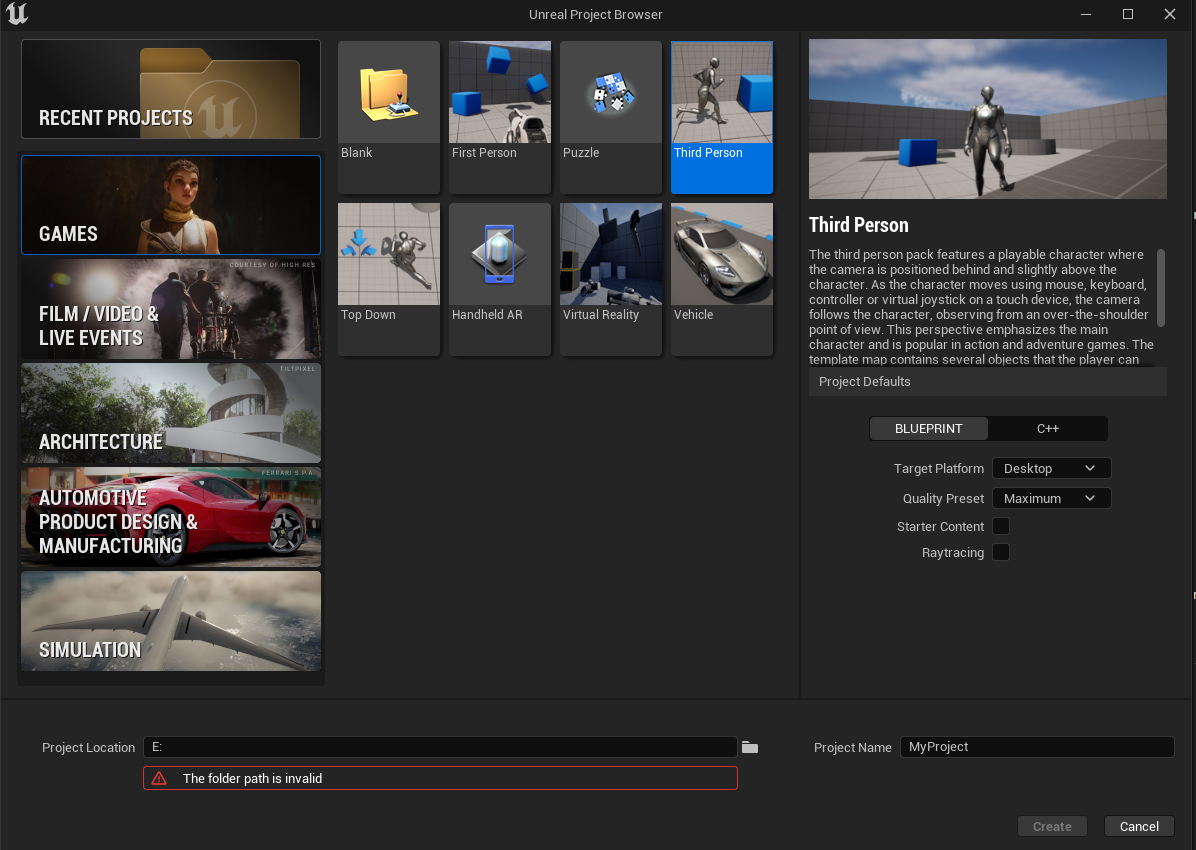 Unreal Project Browser
RECENT PROJECTS
GAMES
COURTESY OF HIGH RES
FILM / VIDEO &
LIVE EVENTS
TILTPIXEL
ARCHITECTURE
FERRARI S.P.A
AUTOMOTIVE
PRODUCT DESIGN &
MANUFACTURING
SIMULATION
Blank
First Person
Puzzle
Third Person
Top Down
Handheld AR
Virtual Reality
Vehicle
Third Person
The third person pack features a playable character where
the camera is positioned behind and slightly above the
character. As the character moves using mouse, keyboard,
controller or virtual joystick on a touch device, the camera
follows the character, observing from an over-the-shoulder
point of view. This perspective emphasizes the main
character and is popular in action and adventure games. The
template map contains several objects that the player can
Project Defaults
BLUEPRINT
C++
Target Platform
Desktop
Quality Preset
Maximum
Starter Content
Raytracing
Project Location
E:
The folder path is invalid
Project Name
MyProject
Create
Cancel